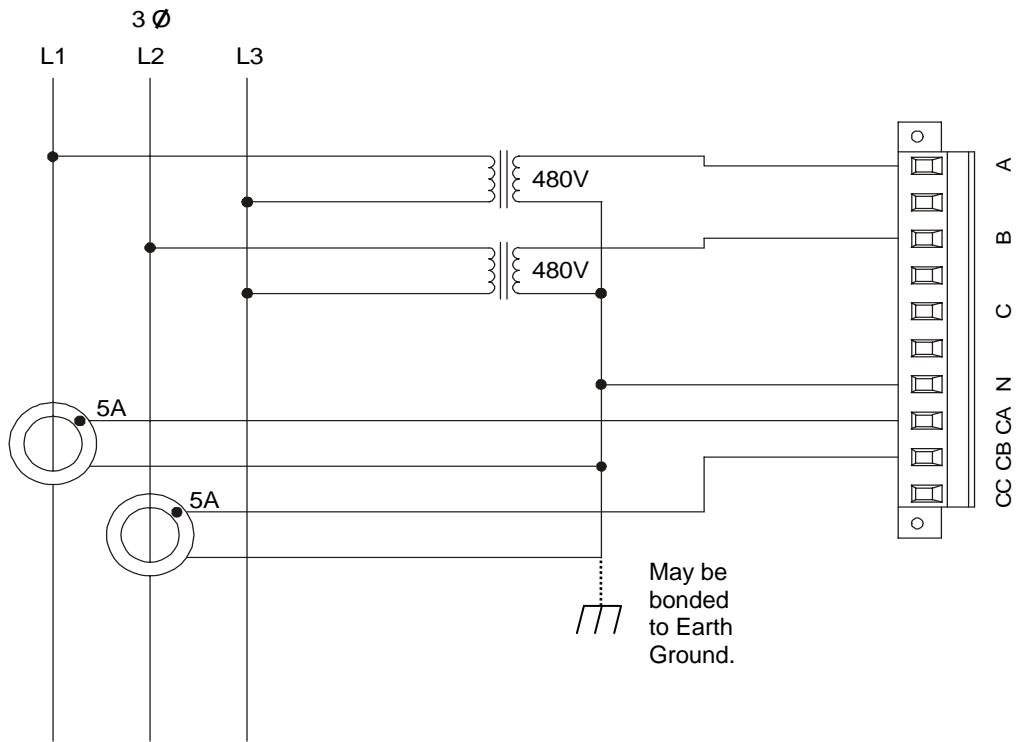 3 Ø
L1 L2 L3
480V
480V
5A
5A
A
B
C
N
CA
CB
CC
May be
bonded
to Earth
Ground.